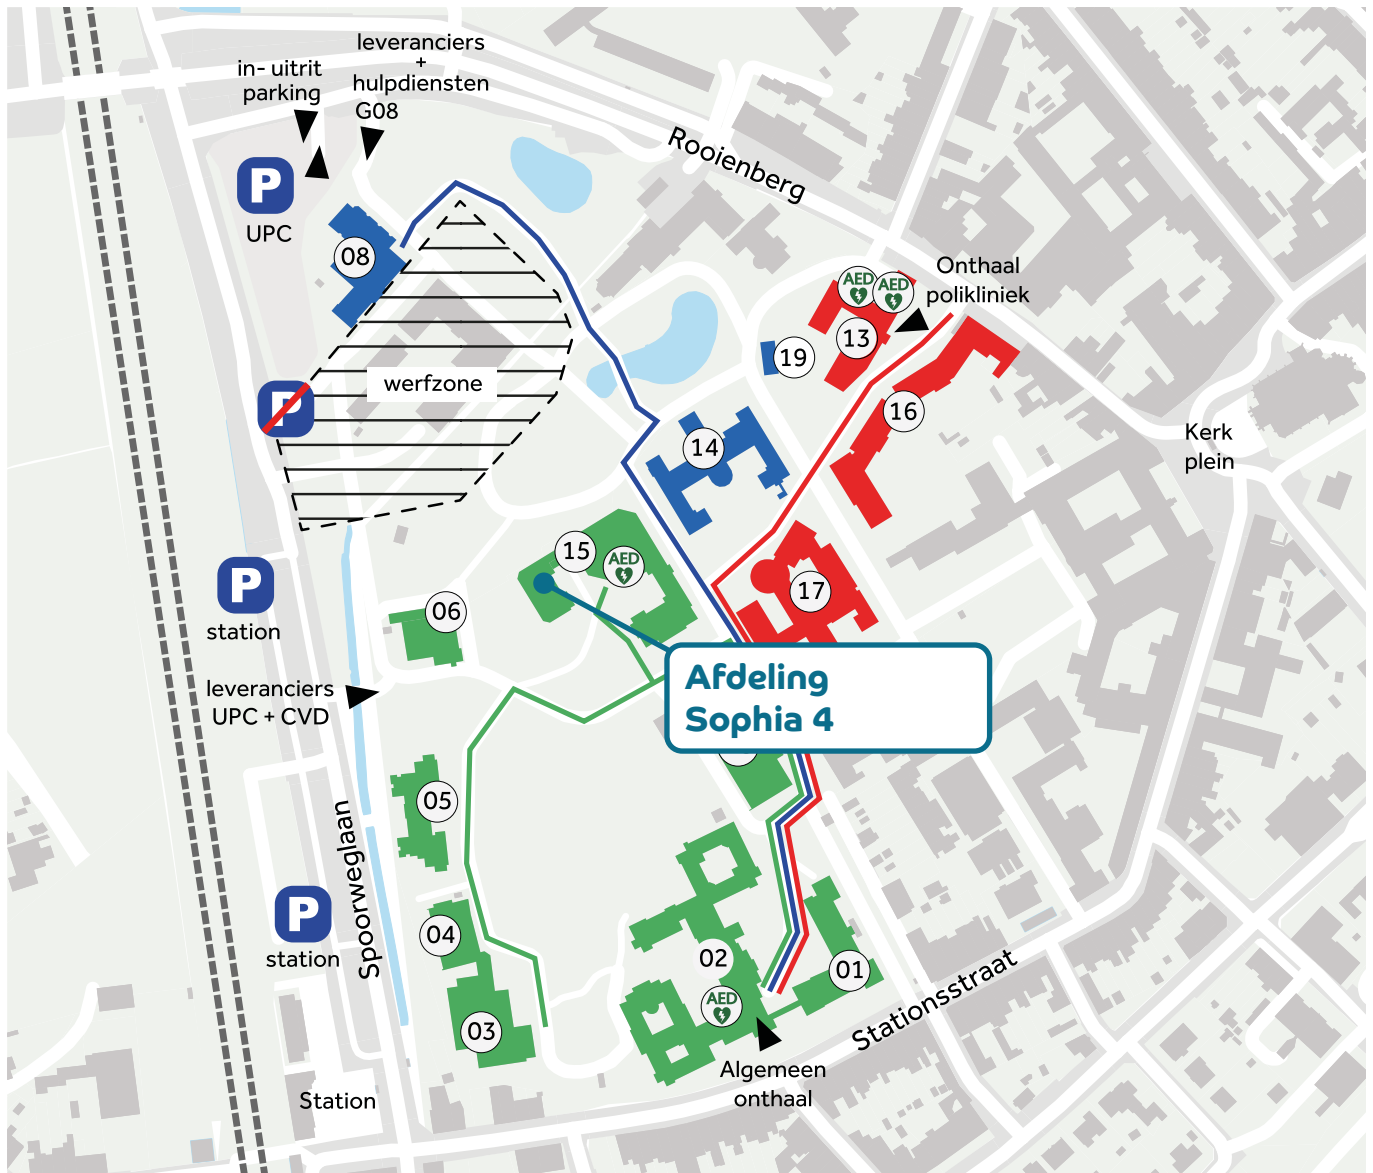 leveranciers
+
hulpdiensten
G08
in- uitrit
parking
P
UPC
Rooienberg
08
Onthaal
polikliniek
AED
AED
13
19
16
werfzone
P
14
Kerk
plein
15
AED
17
P
station
06
Afdeling
Sophia 4
leveranciers
UPC + CVD
05
Spoorweglaan
P
station
04
02
01
AED
03
Stationsstraat
Algemeen
onthaal
Station